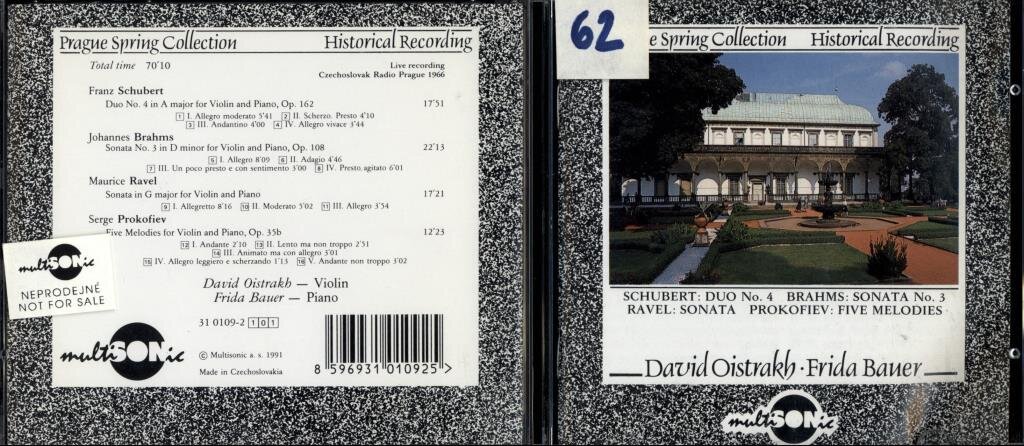 Prague Spring Collection Historical Recording
Total time 70'10 Live recording
Czechoslovak Radio Prague 1966
Franz Schubert
Duo No. 4 in A major for Violin and Piano, Op. 162 17'51
1 I. Allegro moderato 5'41 2 II. Scherzo. Presto 4'10
3 III. Andantino 4'00 4 IV. Allegro vivace 3'44
Johannes Brahms
Sonata No. 3 in D minor for Violin and Piano, Op. 108 22'13
5 I. Allegro 8'09 6 II. Adagio 4'46
7 III. Un poco presto e con sentimento 3'00 8 IV. Presto agitato 6'01
Maurice Ravel
Sonata in G major for Violin and Piano 17'21
9 I. Allegretto 8'16 10 II. Moderato 5'02 11 III. Allegro 3'54
Serge Prokofiev
Five Melodies for Violin and Piano, Op. 35b 12'23
12 I. Andante 2'10 13 II. Lento ma non troppo 2'51
14 III. Animato ma con allegro 3'01
15 IV. Allegro leggiero e scherzando 1'13 16 V. Andante non troppo 3'02
David Oistrakh — Violin
Frida Bauer — Piano
31 0109-2 101
multiSONic
© Multisonic a. s. 1991
Made in Czechoslovakia
8 596931 010925 >
multiSONic
NEPRODEJNÉ
NOT FOR SALE
62
e Spring Collection Historical Recording
SCHUBERT: DUO No. 4 BRAHMS: SONATA No. 3
RAVEL: SONATA PROKOFIEV: FIVE MELODIES
David Oistrakh · Frida Bauer
multiSONic